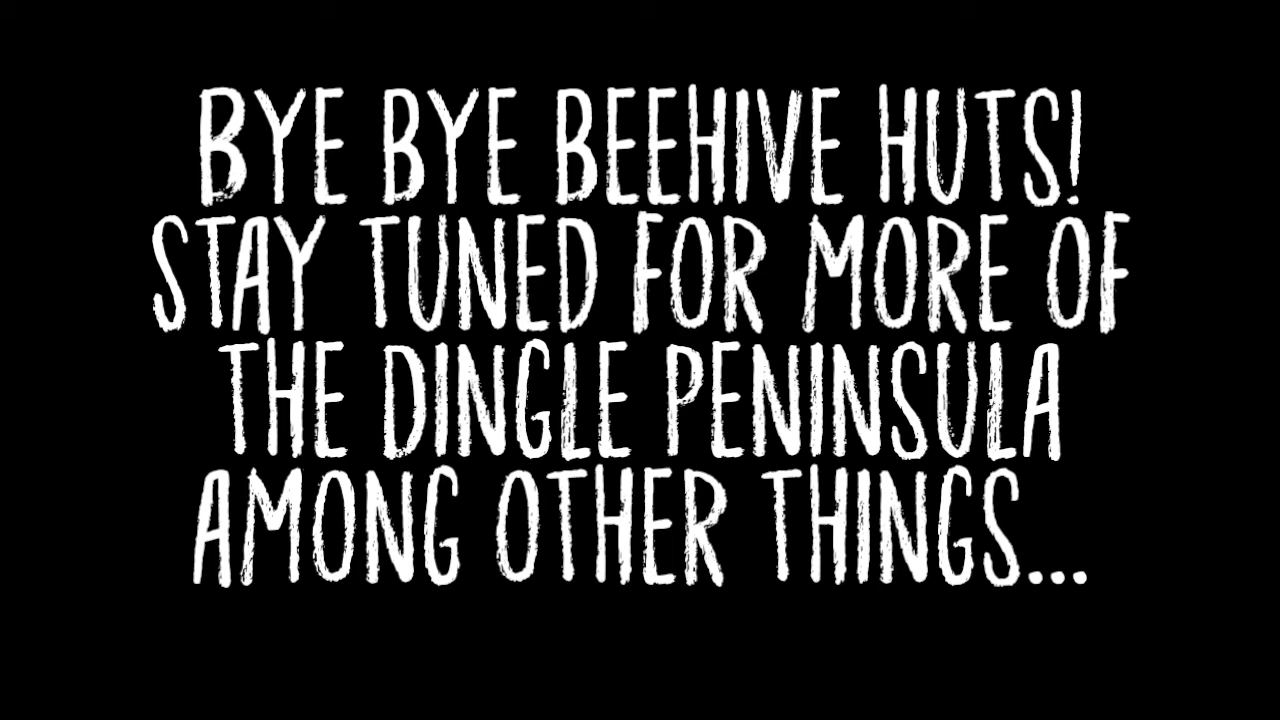 BYE BYE BEEHIVE HUTS!
STAY TUNED FOR MORE OF
THE DINGLE PENINSULA
AMONG OTHER THINGS...